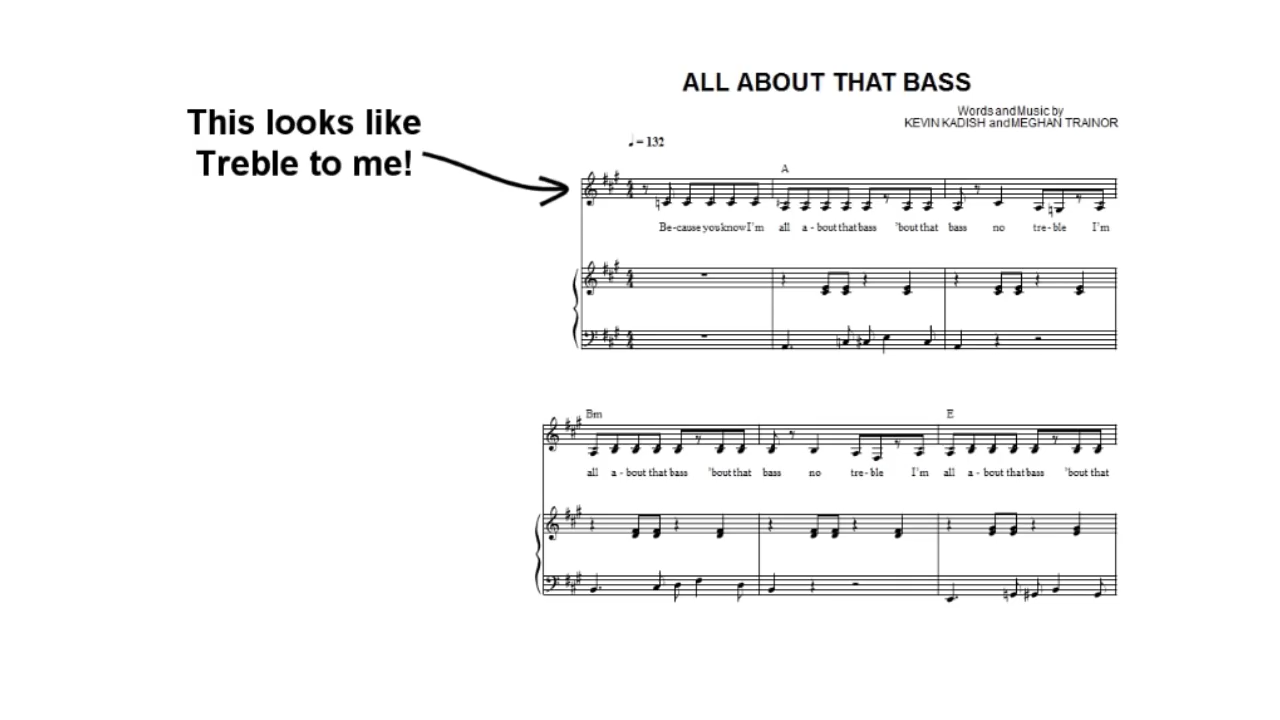 ALL ABOUT THAT BASS
This looks like
Treble to me!
Words and Music by
KEVIN KADISH and MEGHAN TRAINOR
♩ = 132
A
Be-cause you know I'm all a - bout that bass 'bout that bass no tre- ble I'm
Bm E
all a - bout that bass 'bout that bass no tre- ble I'm all a - bout that bass 'bout that